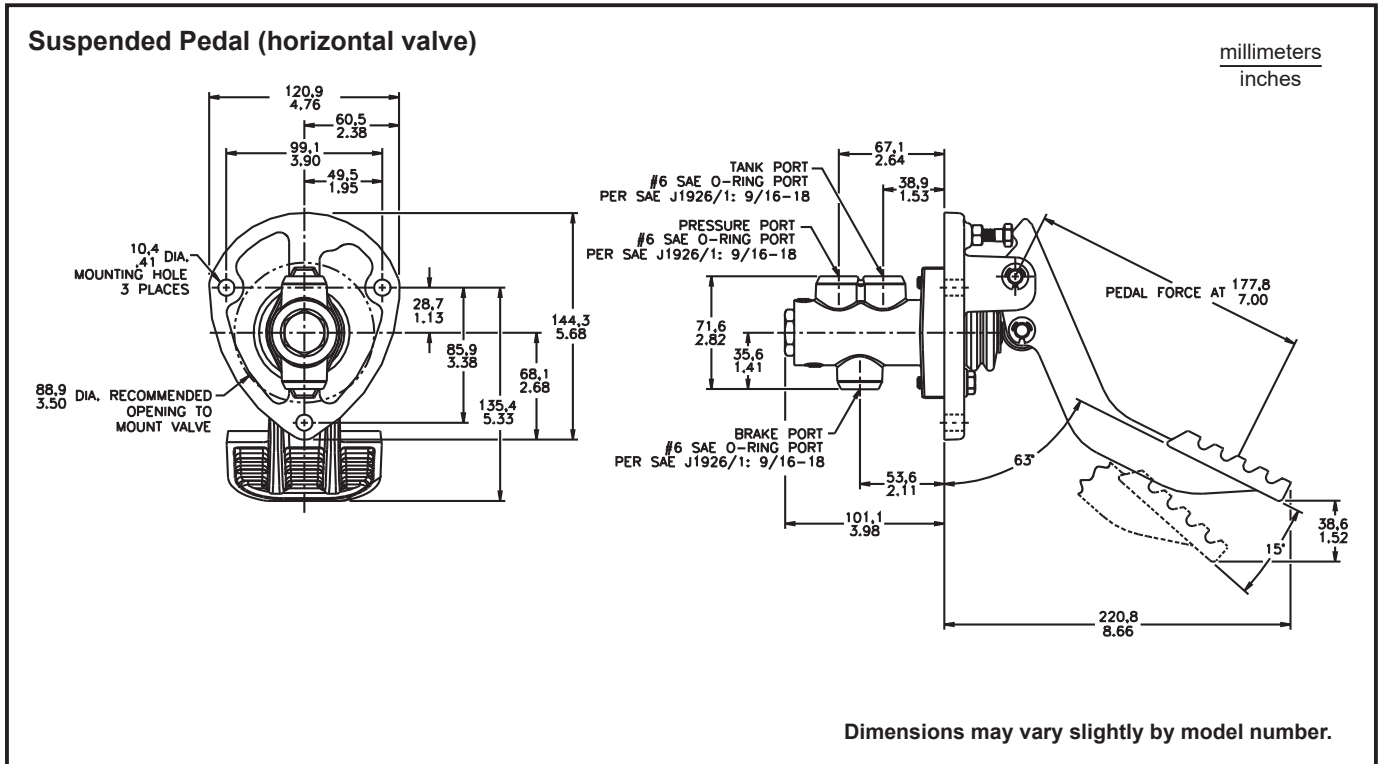 Suspended Pedal (horizontal valve)
millimeters
inches
120,9
4.76
60,5
2.38
99,1
3.90
49,5
1.95
10,4 DIA.
.41
MOUNTING HOLE
3 PLACES
28,7
1.13
144,3
5.68
85,9
3.38
68,1
2.68
135,4
5.33
88,9 DIA. RECOMMENDED
3.50
OPENING TO
MOUNT VALVE
67,1
2.64
TANK PORT
#6 SAE O-RING PORT
PER SAE J1926/1: 9/16-18
38,9
1.53
PRESSURE PORT
#6 SAE O-RING PORT
PER SAE J1926/1: 9/16-18
PEDAL FORCE AT 177,8
7.00
71,6
2.82
35,6
1.41
BRAKE PORT
#6 SAE O-RING PORT
PER SAE J1926/1: 9/16-18
63°
53,6
2.11
101,1
3.98
38,6
1.52
15°
220,8
8.66
Dimensions may vary slightly by model number.